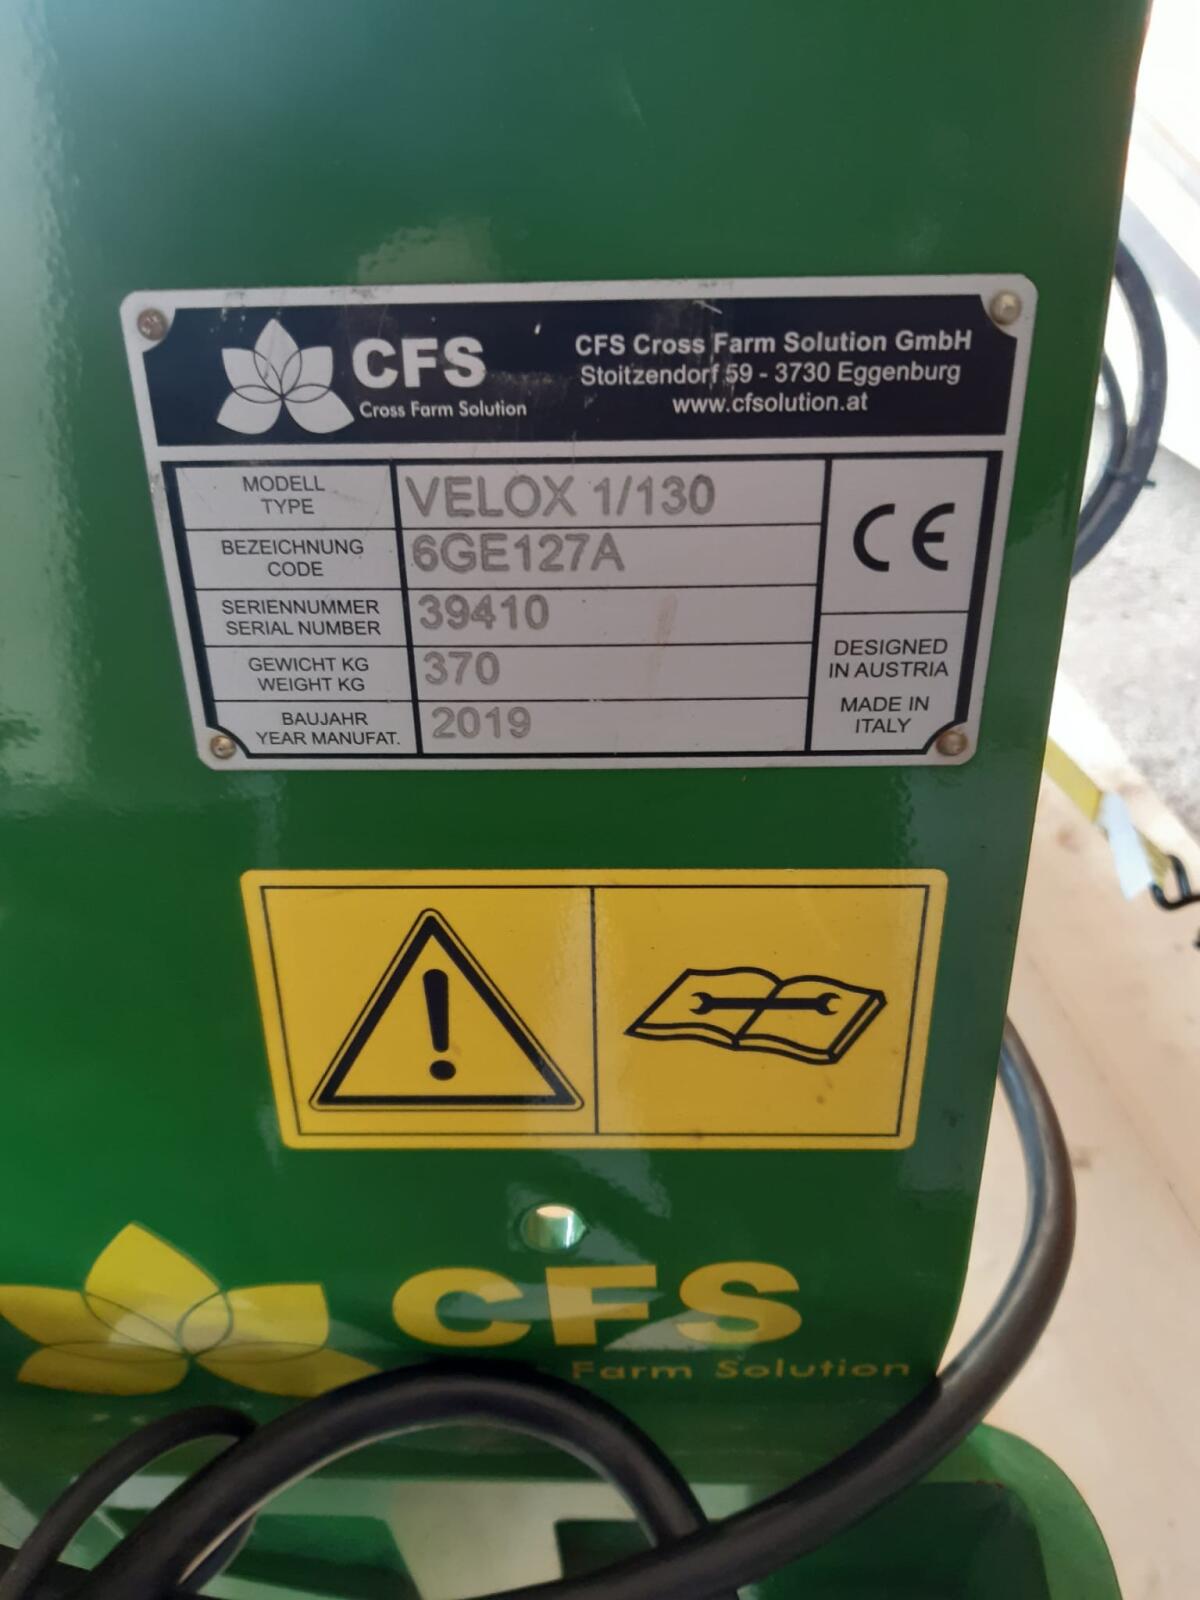 CFS
Cross Farm Solution
CFS Cross Farm Solution GmbH
Stoitzendorf 59 - 3730 Eggenburg
www.cfsolution.at
MODELL
TYPE
VELOX 1/130
BEZEICHNUNG
CODE
6GE127A
SERIENNUMMER
SERIAL NUMBER
39410
GEWICHT KG
WEIGHT KG
370
BAUJAHR
YEAR MANUFAT.
2019
CE
DESIGNED
IN AUSTRIA
MADE IN
ITALY
!
CFS
Farm Solution